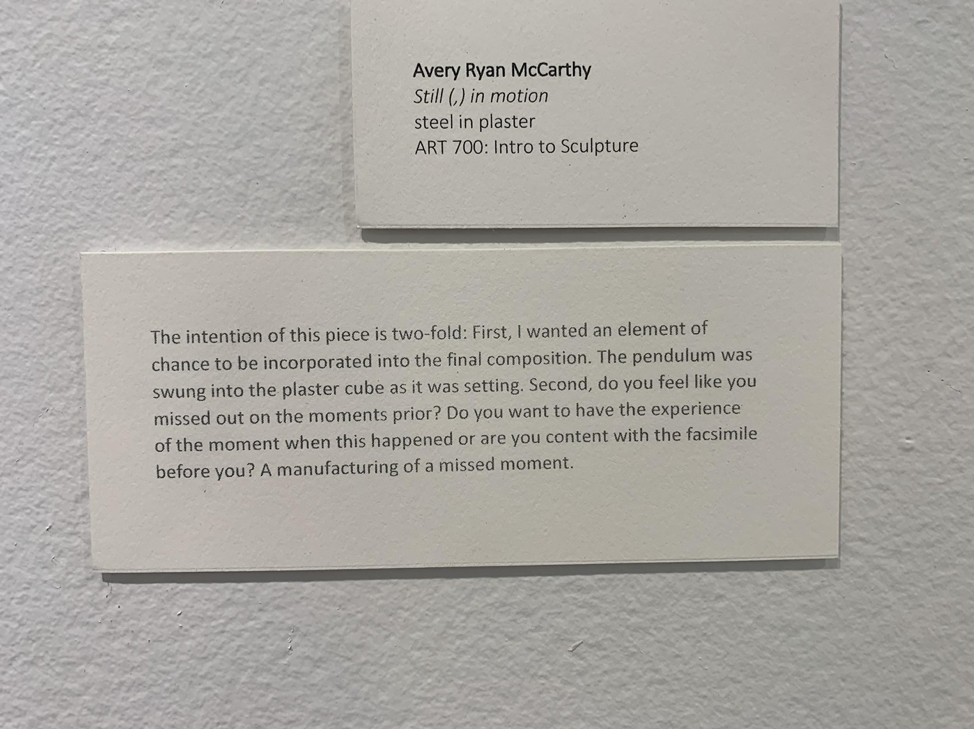 Avery Ryan McCarthy
Still (,) in motion
steel in plaster
ART 700: Intro to Sculpture
The intention of this piece is two-fold: First, I wanted an element of
chance to be incorporated into the final composition. The pendulum was
swung into the plaster cube as it was setting. Second, do you feel like you
missed out on the moments prior? Do you want to have the experience
of the moment when this happened or are you content with the facsimile
before you? A manufacturing of a missed moment.